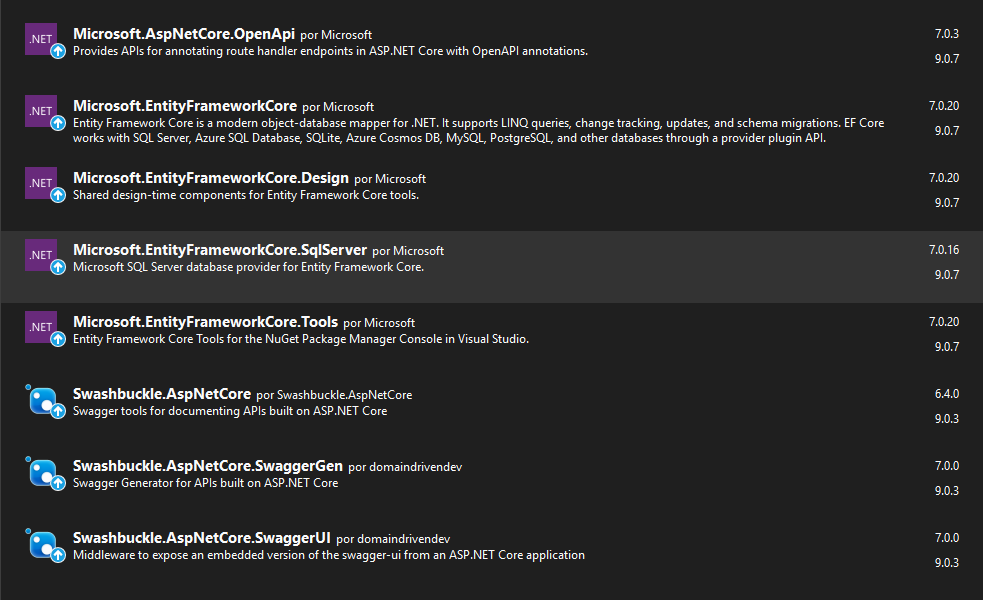 .NET
Microsoft.AspNetCore.OpenApi por Microsoft 7.0.3
Provides APIs for annotating route handler endpoints in ASP.NET Core with OpenAPI annotations.
9.0.7
.NET
Microsoft.EntityFrameworkCore por Microsoft 7.0.20
Entity Framework Core is a modern object-database mapper for .NET. It supports LINQ queries, change tracking, updates, and schema migrations. EF Core
works with SQL Server, Azure SQL Database, SQLite, Azure Cosmos DB, MySQL, PostgreSQL, and other databases through a provider plugin API.
9.0.7
.NET
Microsoft.EntityFrameworkCore.Design por Microsoft 7.0.20
Shared design-time components for Entity Framework Core tools.
9.0.7
.NET
Microsoft.EntityFrameworkCore.SqlServer por Microsoft 7.0.16
Microsoft SQL Server database provider for Entity Framework Core.
9.0.7
.NET
Microsoft.EntityFrameworkCore.Tools por Microsoft 7.0.20
Entity Framework Core Tools for the NuGet Package Manager Console in Visual Studio.
9.0.7
Swashbuckle.AspNetCore por Swashbuckle.AspNetCore 6.4.0
Swagger tools for documenting APIs built on ASP.NET Core
9.0.3
Swashbuckle.AspNetCore.SwaggerGen por domaindrivendev 7.0.0
Swagger Generator for APIs built on ASP.NET Core
9.0.3
Swashbuckle.AspNetCore.SwaggerUI por domaindrivendev 7.0.0
Middleware to expose an embedded version of the swagger-ui from an ASP.NET Core application
9.0.3